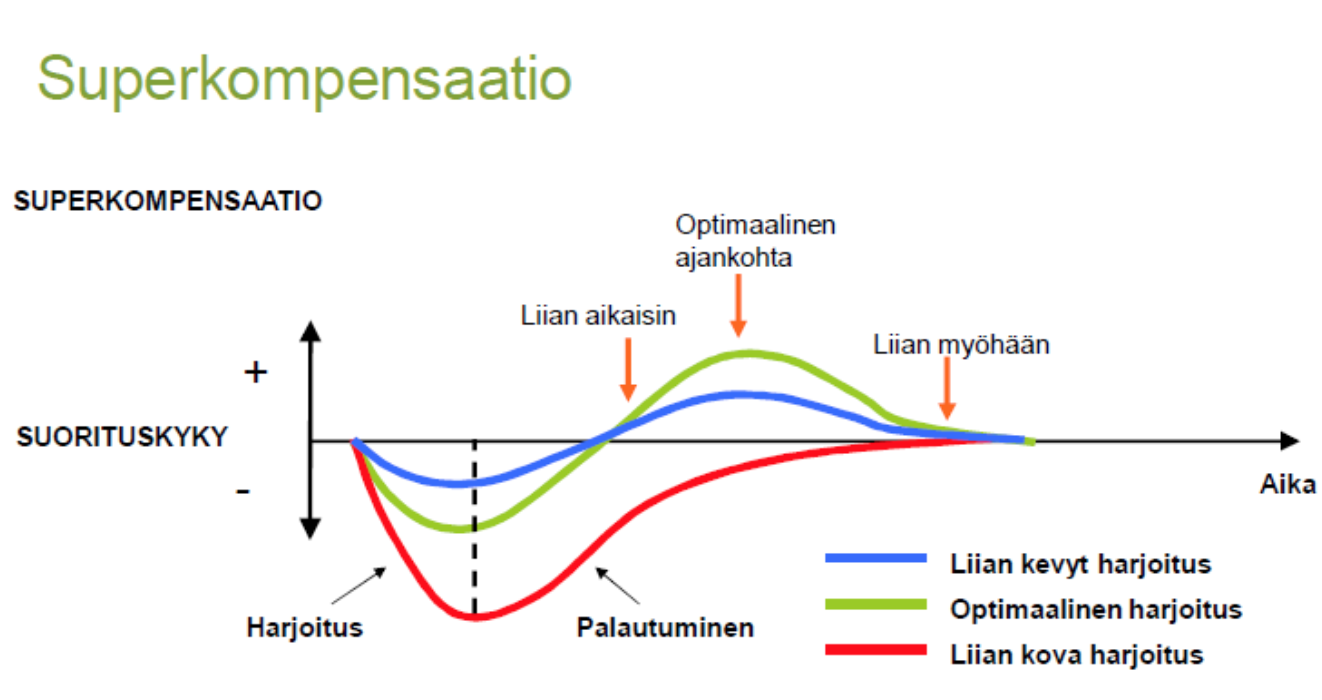 Superkompensaatio
SUPERKOMPENSAATIO
Optimaalinen
ajankohta
Liian aikaisin
Liian myöhään
+
SUORITUSKYKY
-
Aika
Harjoitus
Palautuminen
Liian kevyt harjoitus
Optimaalinen harjoitus
Liian kova harjoitus